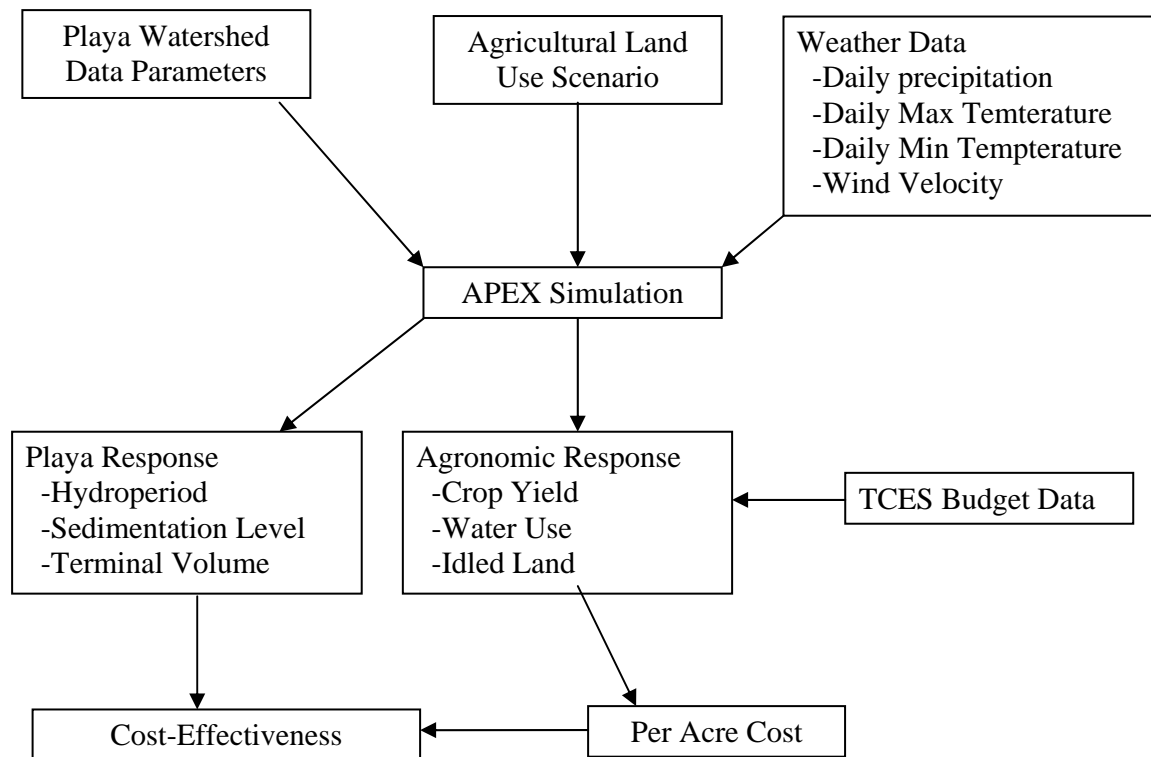 Playa Watershed
Data Parameters
Agricultural Land
Use Scenario
Weather Data
-Daily precipitation
-Daily Max Temterature
-Daily Min Tempterature
-Wind Velocity
APEX Simulation
Playa Response
-Hydroperiod
-Sedimentation Level
-Terminal Volume
Agronomic Response
-Crop Yield
-Water Use
-Idled Land
TCES Budget Data
Cost-Effectiveness
Per Acre Cost